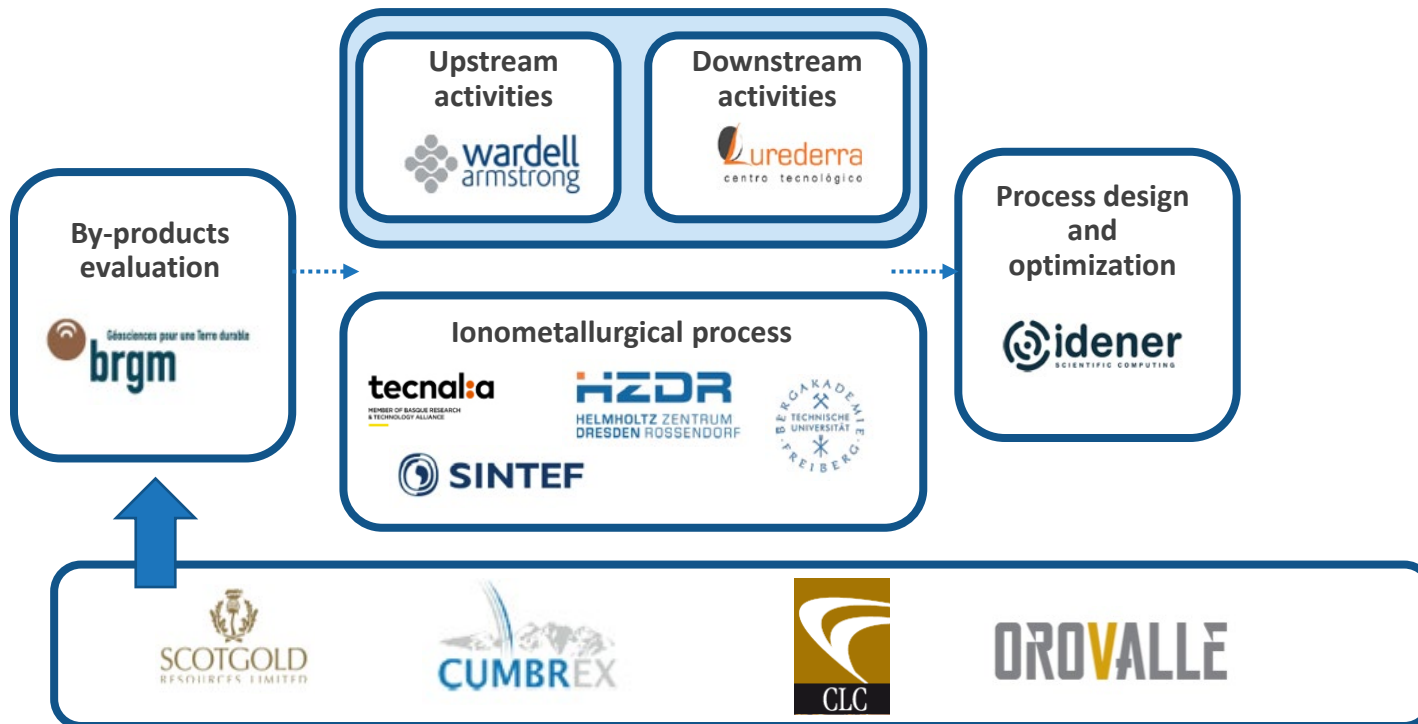 Upstream
activities
wardell
armstrong
Downstream
activities
Lurederra
centro tecnológico
By-products
evaluation
Géosciences pour une Terre durable
brgm
Process design
and
optimization
idener
SCIENTIFIC COMPUTING
Ionometallurgical process
tecnal:a
MEMBER OF BASQUE RESEARCH
& TECHNOLOGY ALLIANCE
HZDR
HELMHOLTZ ZENTRUM
DRESDEN ROSSENDORF
BERGAKADEMIE
TECHNISCHE
UNIVERSITÄT
FREIBERG
SINTEF
SCOTGOLD
RESOURCES LIMITED
CUMBREX
CLC
OROVALLE